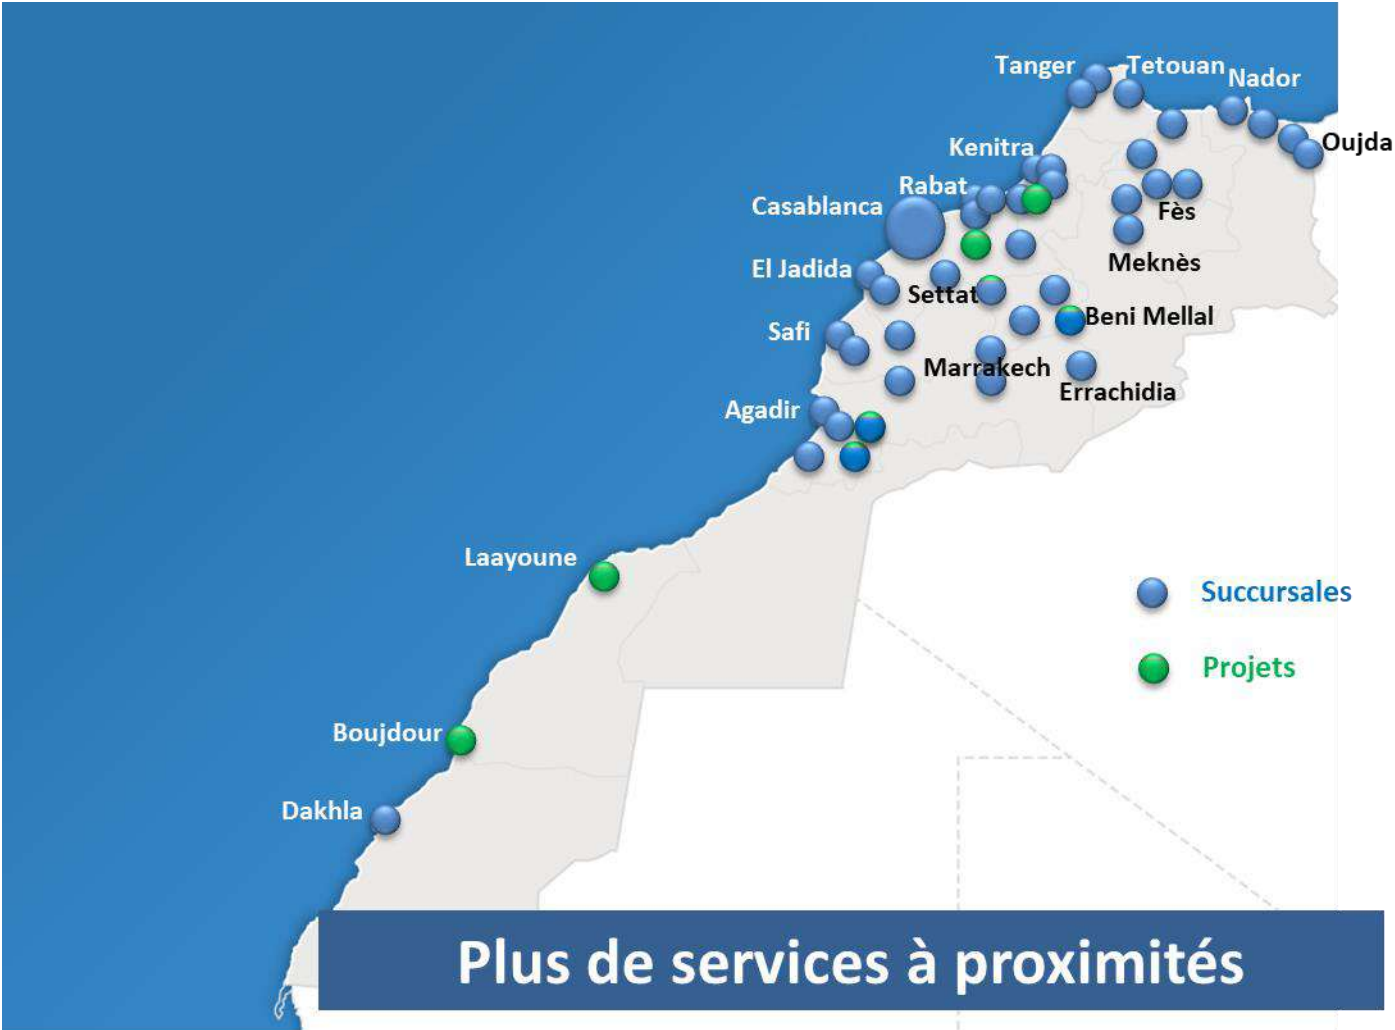 Tanger
Tetouan
Nador
Oujda
Kenitra
Rabat
Casablanca
Fès
Meknès
El Jadida
Settat
Beni Mellal
Safi
Marrakech
Errachidia
Agadir
Laayoune
Succursales
Projets
Boujdour
Dakhla
Plus de services à proximités